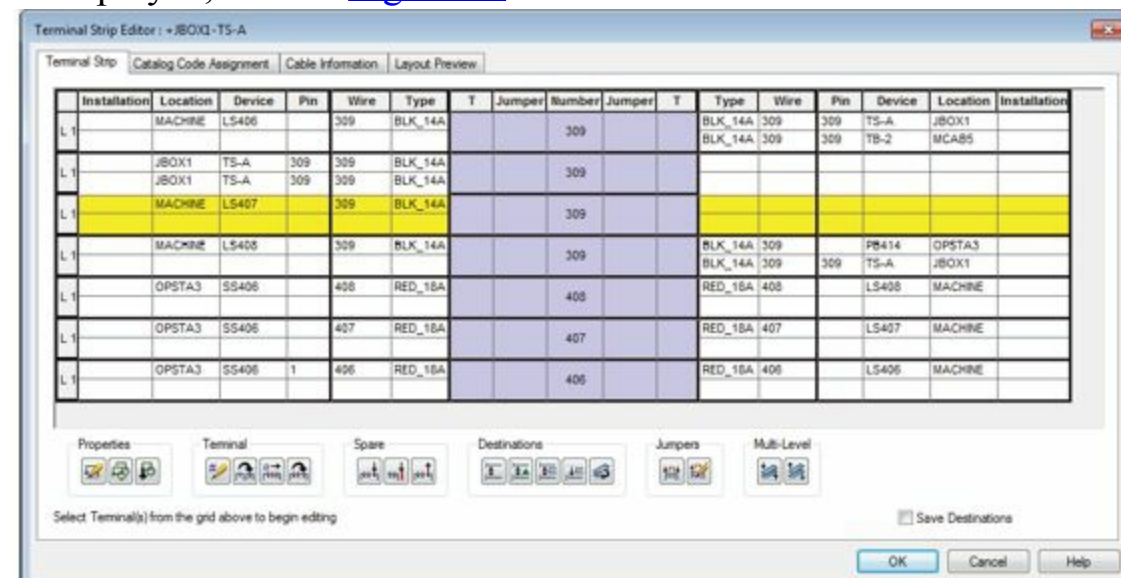 Terminal Strip Editor : +JBOX1-TS-A
Terminal Strip Catalog Code Assignment Cable Information Layout Preview
Installation Location Device Pin Wire Type T Jumper Number Jumper T Type Wire Pin Device Location Installation
L 1 MACHINE LS406 309 BLK_14A 309 BLK_14A 309 309 TS-A JBOX1
BLK_14A 309 309 TB-2 MCAB5
L 1 JBOX1 TS-A 309 309 BLK_14A 309
JBOX1 TS-A 309 309 BLK_14A
L 1 MACHINE LS407 309 BLK_14A 309
L 1 MACHINE LS408 309 BLK_14A 309 BLK_14A 309 PB414 OPSTA3
BLK_14A 309 309 TS-A JBOX1
L 1 OPSTA3 SS406 408 RED_18A 408 RED_18A 408 LS408 MACHINE
L 1 OPSTA3 SS406 407 RED_18A 407 RED_18A 407 LS407 MACHINE
L 1 OPSTA3 SS406 1 406 RED_18A 406 RED_18A 406 LS406 MACHINE
Properties Terminal Spare Destinations Jumpers Multi-Level
Select Terminal(s) from the grid above to begin editing Save Destinations
OK Cancel Help